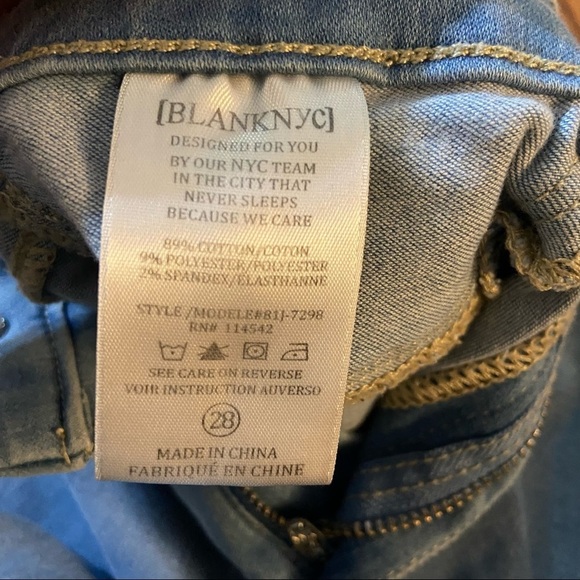 [BLANKNYC]
DESIGNED FOR YOU
BY OUR NYC TEAM
IN THE CITY THAT
NEVER SLEEPS
BECAUSE WE CARE
89% COTTON/COTON
9% POLYESTER/POLYESTER
2% SPANDEX/ELASTHANNE
STYLE /MODELE#81J-7298
RN# 114542
SEE CARE ON REVERSE
VOIR INSTRUCTION AUVERSO
28
MADE IN CHINA
FABRIQUÉ EN CHINE